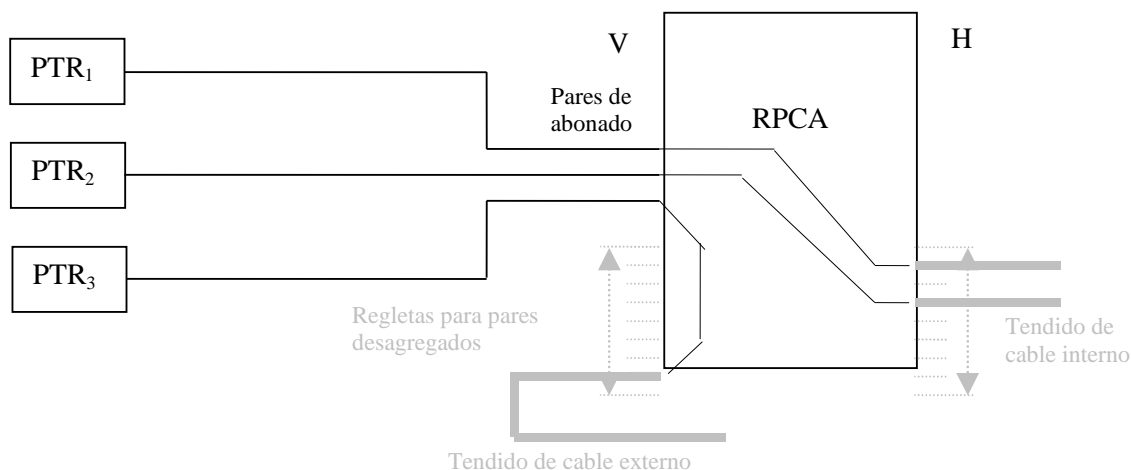 V
H
PTR1
Pares de
abonado
RPCA
PTR2
PTR3
Regletas para pares
desagregados
Tendido de
cable interno
Tendido de cable externo